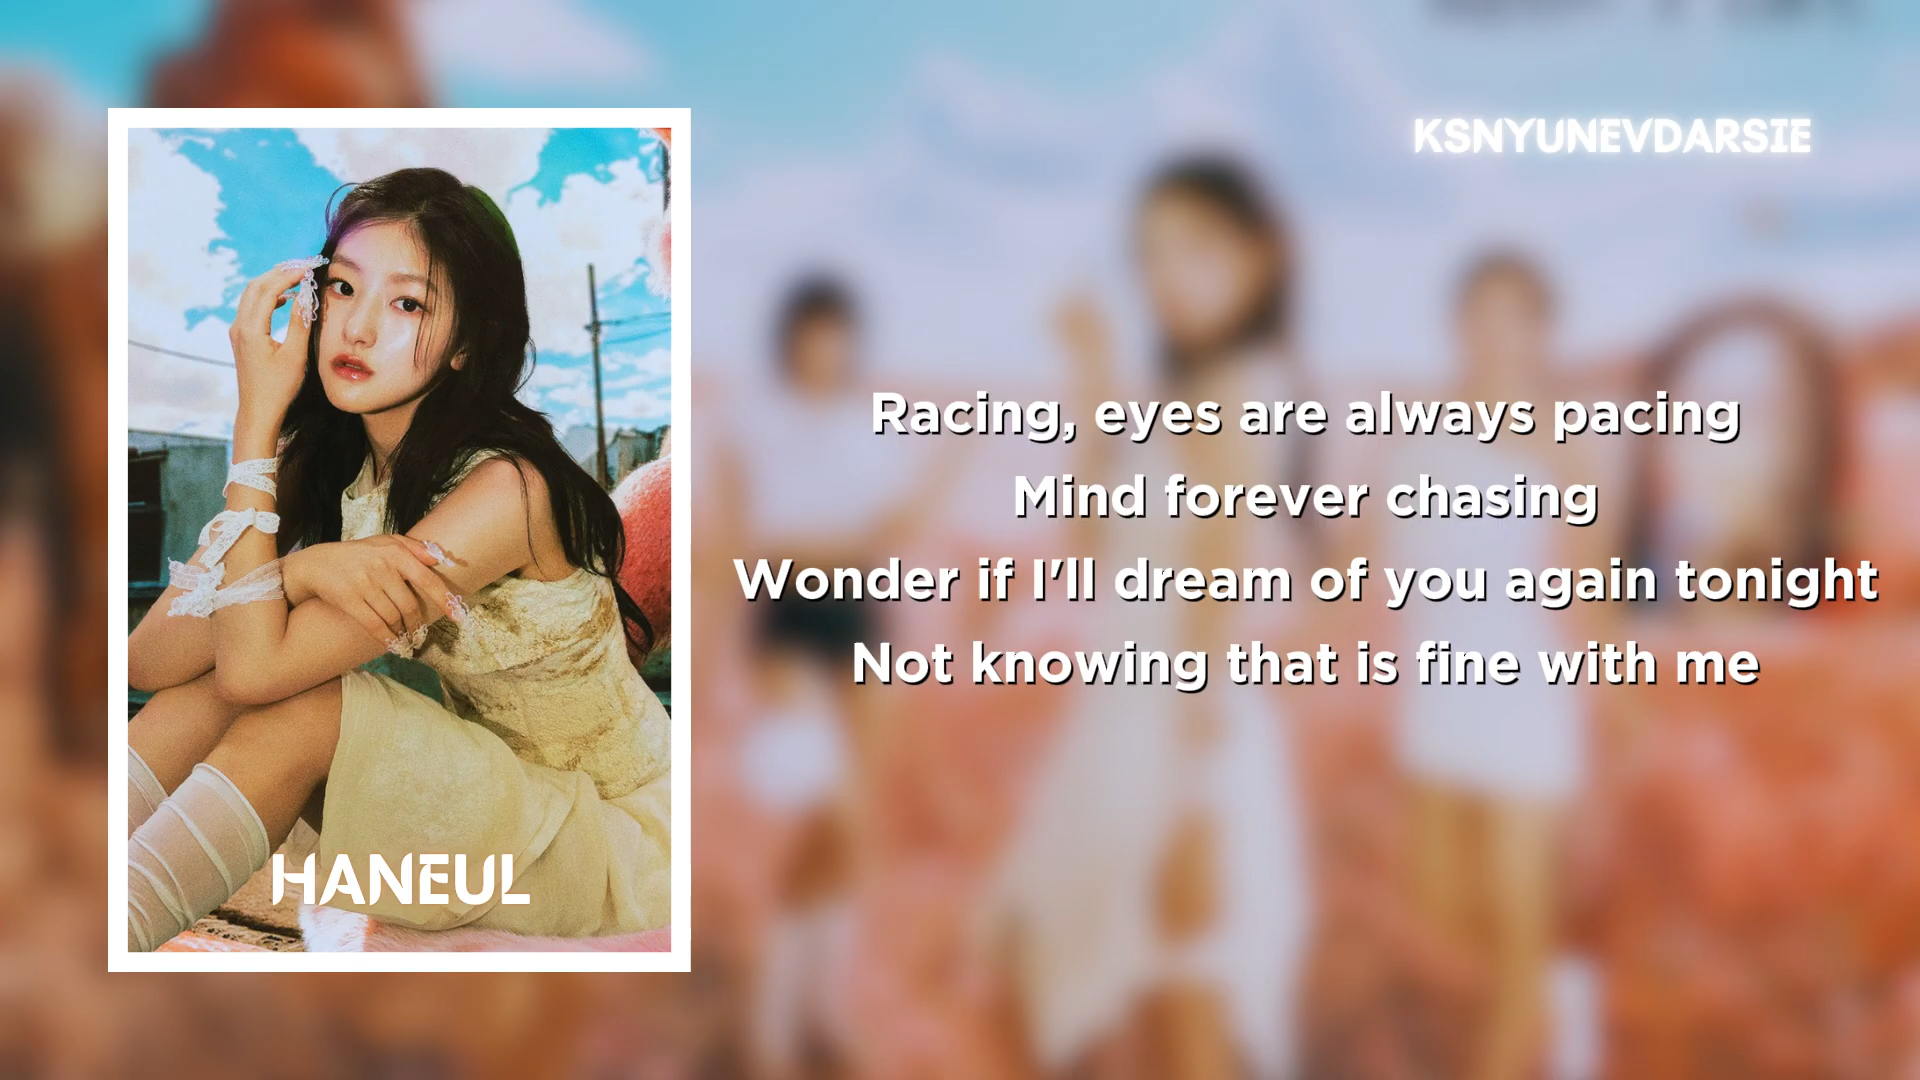 KSNYUNEVDARSIE
Racing, eyes are always pacing
Mind forever chasing
Wonder if I'll dream of you again tonight
Not knowing that is fine with me
HANEUL